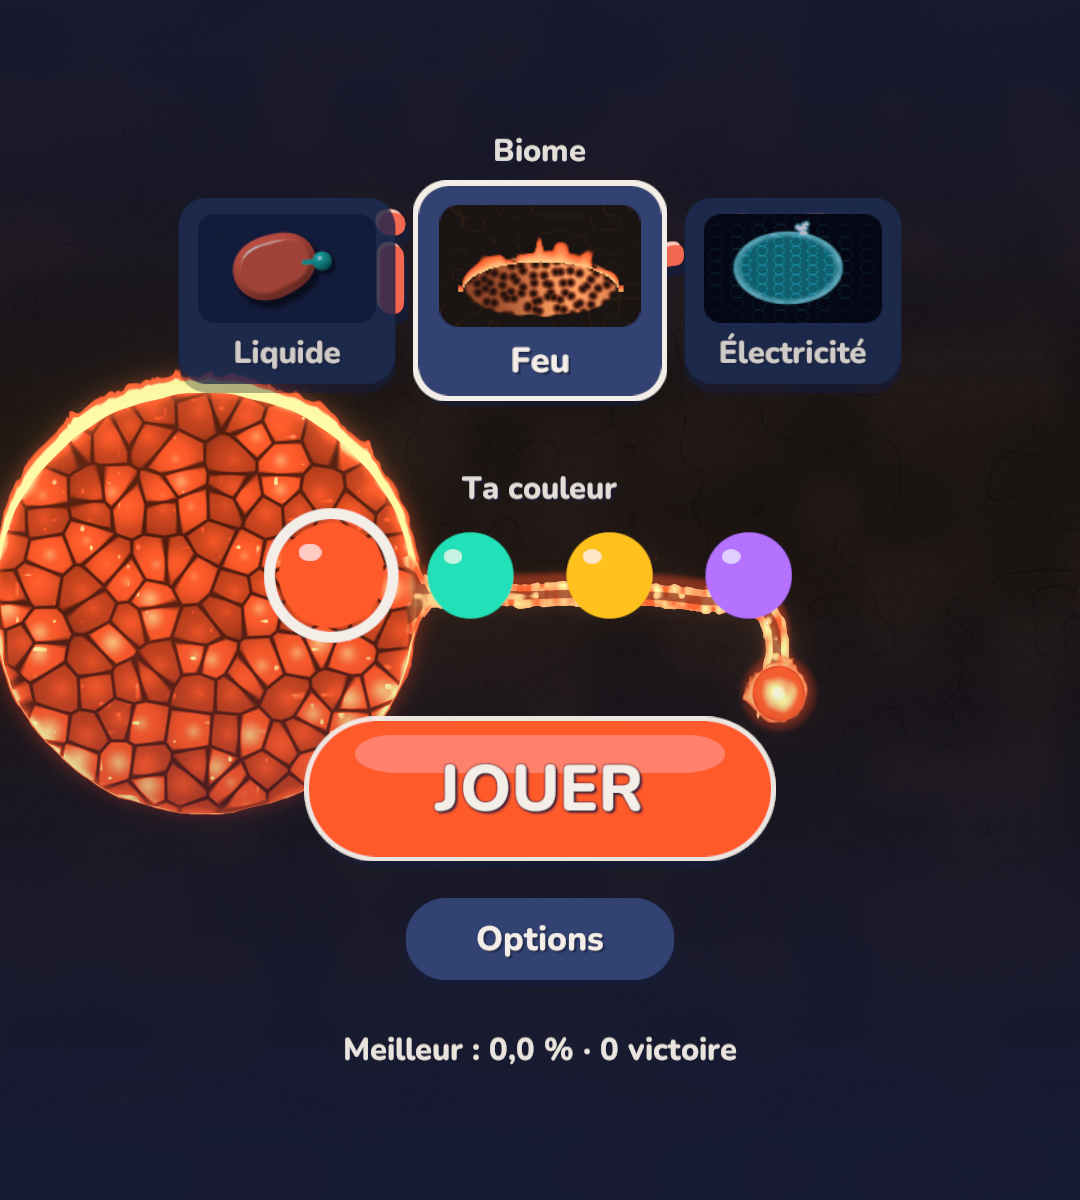 Biome
Liquide
Feu
Électricité
Ta couleur
JOUER
Options
Meilleur : 0,0 % · 0 victoire